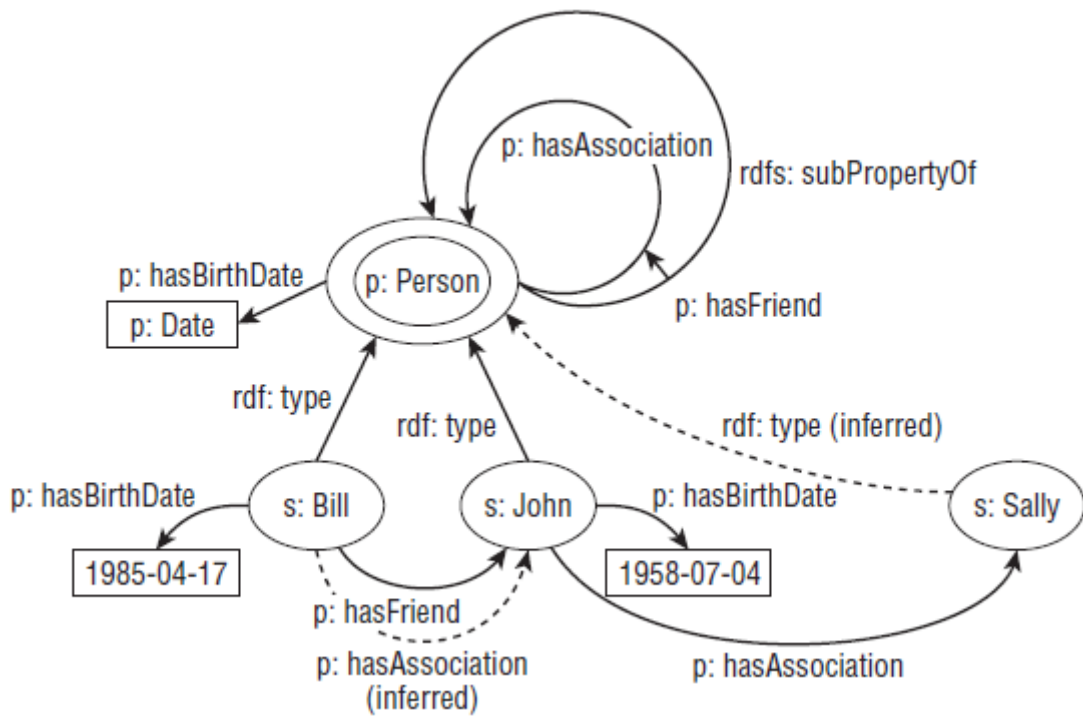 p: hasAssociation
rdfs: subPropertyOf
p: hasBirthDate
p: Person
p: hasFriend
p: Date
rdf: type
rdf: type
rdf: type (inferred)
p: hasBirthDate
s: Bill
s: John
p: hasBirthDate
s: Sally
1985-04-17
1958-07-04
p: hasFriend
p: hasAssociation
(inferred)
p: hasAssociation